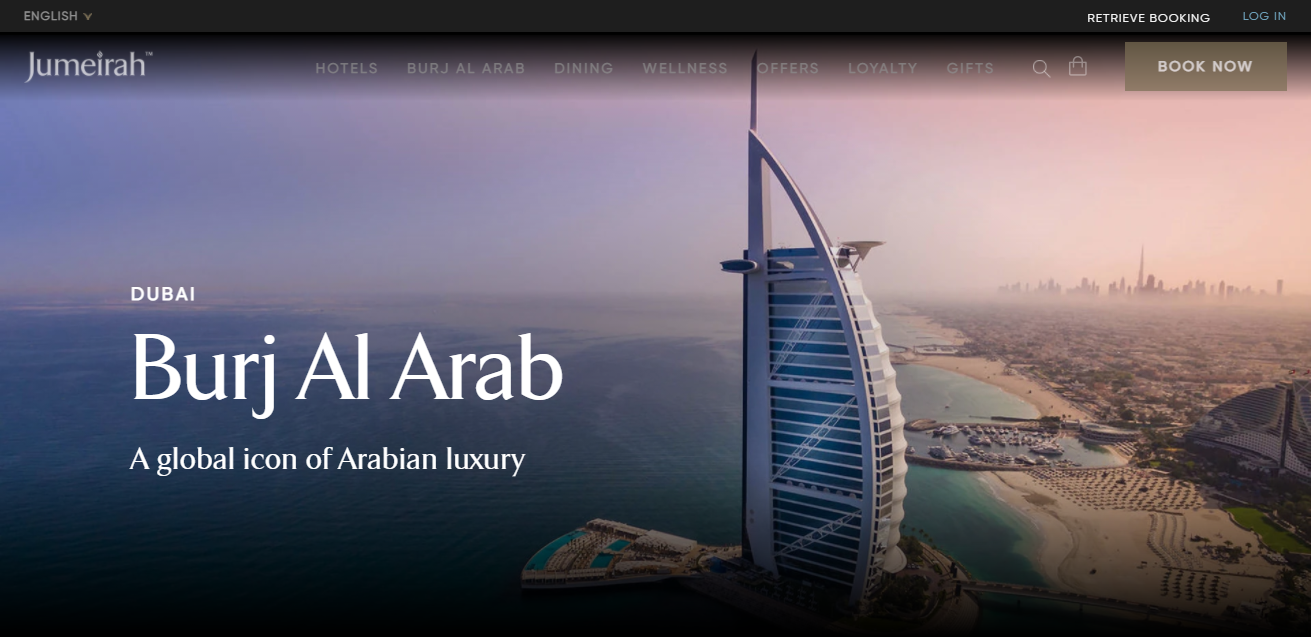 ENGLISH
RETRIEVE BOOKING
LOG IN
Jumeirah™
HOTELS
BURJ AL ARAB
DINING
WELLNESS
OFFERS
LOYALTY
GIFTS
BOOK NOW
DUBAI
Burj Al Arab
A global icon of Arabian luxury